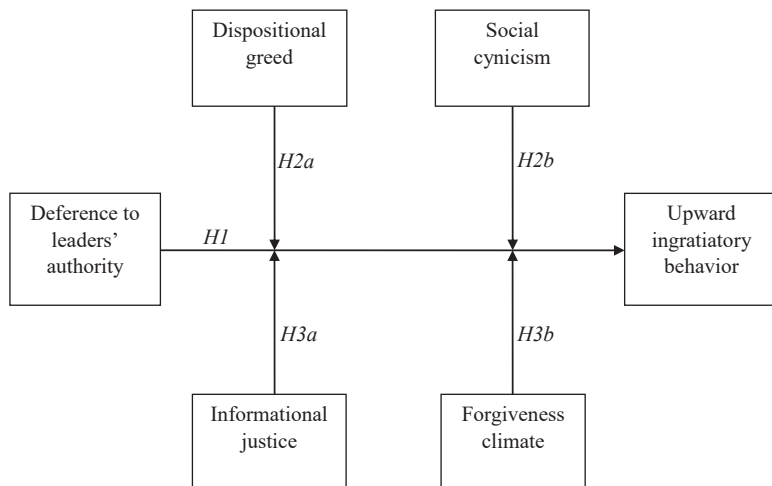 Dispositional
greed
Social
cynicism
H2a
H2b
Deference to
leaders’
authority
H1
Upward
ingratiatory
behavior
H3a
H3b
Informational
justice
Forgiveness
climate